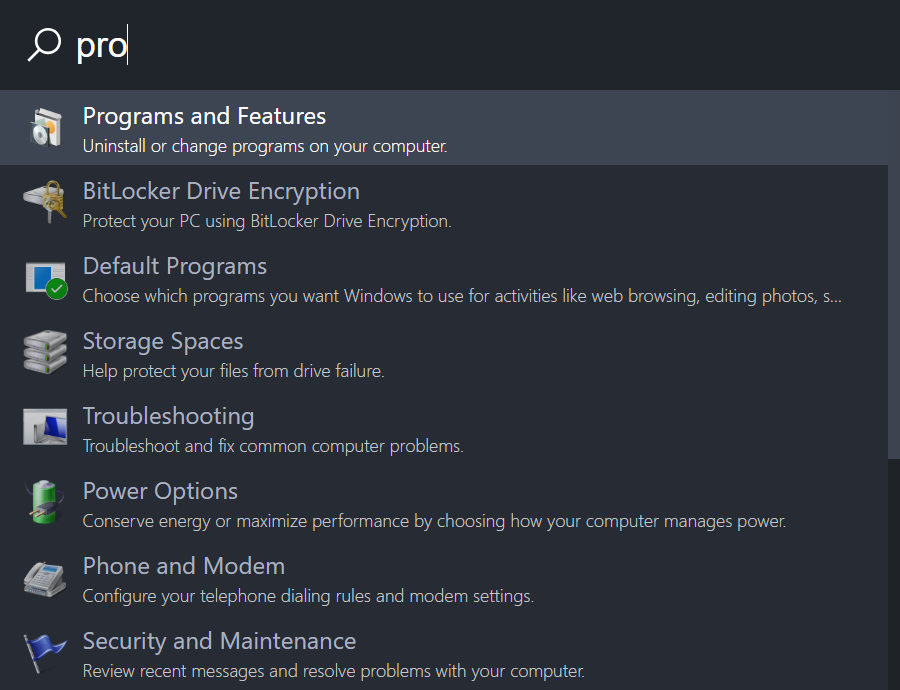 pro
Programs and Features
Uninstall or change programs on your computer.
BitLocker Drive Encryption
Protect your PC using BitLocker Drive Encryption.
Default Programs
Choose which programs you want Windows to use for activities like web browsing, editing photos, s...
Storage Spaces
Help protect your files from drive failure.
Troubleshooting
Troubleshoot and fix common computer problems.
Power Options
Conserve energy or maximize performance by choosing how your computer manages power.
Phone and Modem
Configure your telephone dialing rules and modem settings.
Security and Maintenance
Review recent messages and resolve problems with your computer.